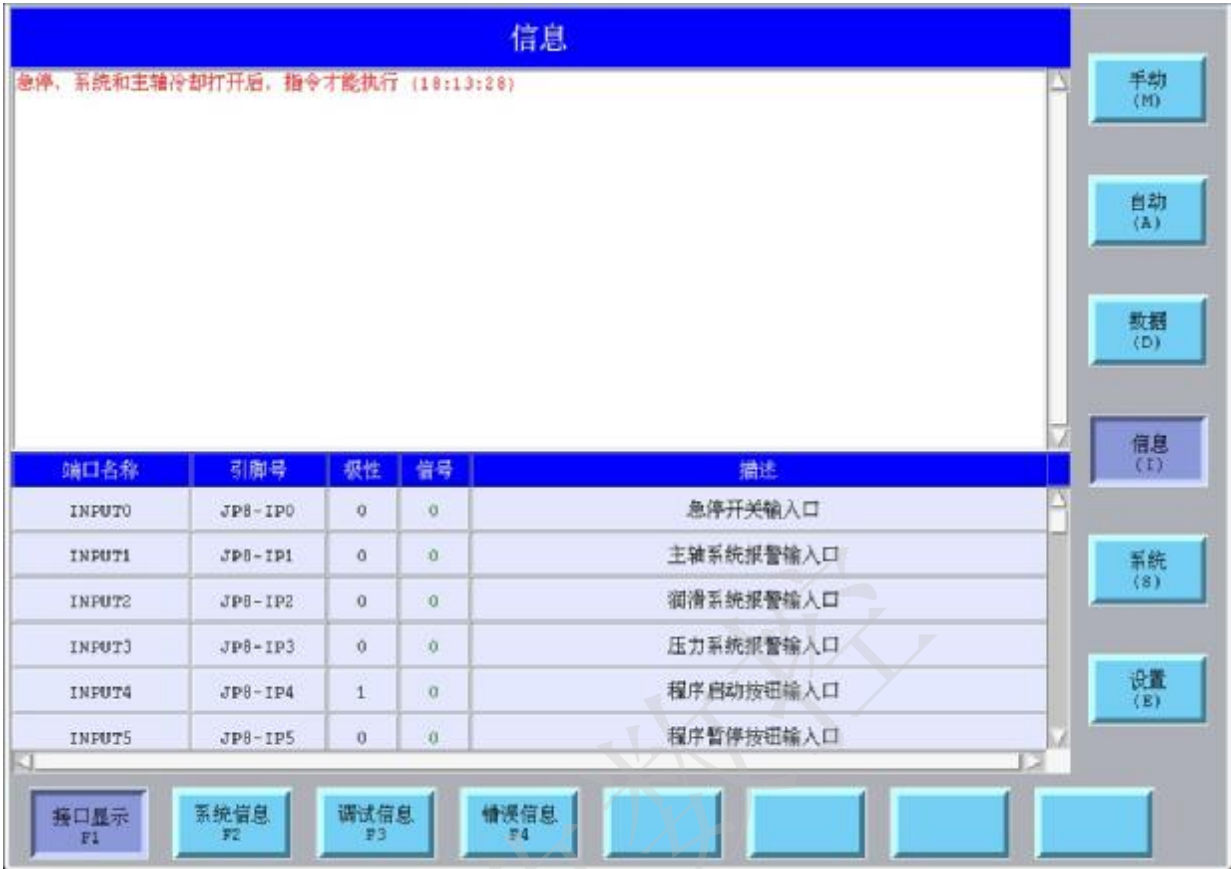 信息
急停、系统和主轴冷却打开后，指令才能执行 (18:13:28)
手动
(M)
自动
(A)
数据
(D)
信息
(I)
系统
(S)
设置
(E)
端口名称 引脚号 极性 信号 描述
INPUT0 JP8-IP0 0 0 急停开关输入口
INPUT1 JP8-IP1 0 0 主轴系统报警输入口
INPUT2 JP8-IP2 0 0 润滑系统报警输入口
INPUT3 JP8-IP3 0 0 压力系统报警输入口
INPUT4 JP8-IP4 1 0 程序启动按钮输入口
INPUT5 JP8-IP5 0 0 程序暂停按钮输入口
接口显示
F1
系统信息
F2
调试信息
F3
错误信息
F4